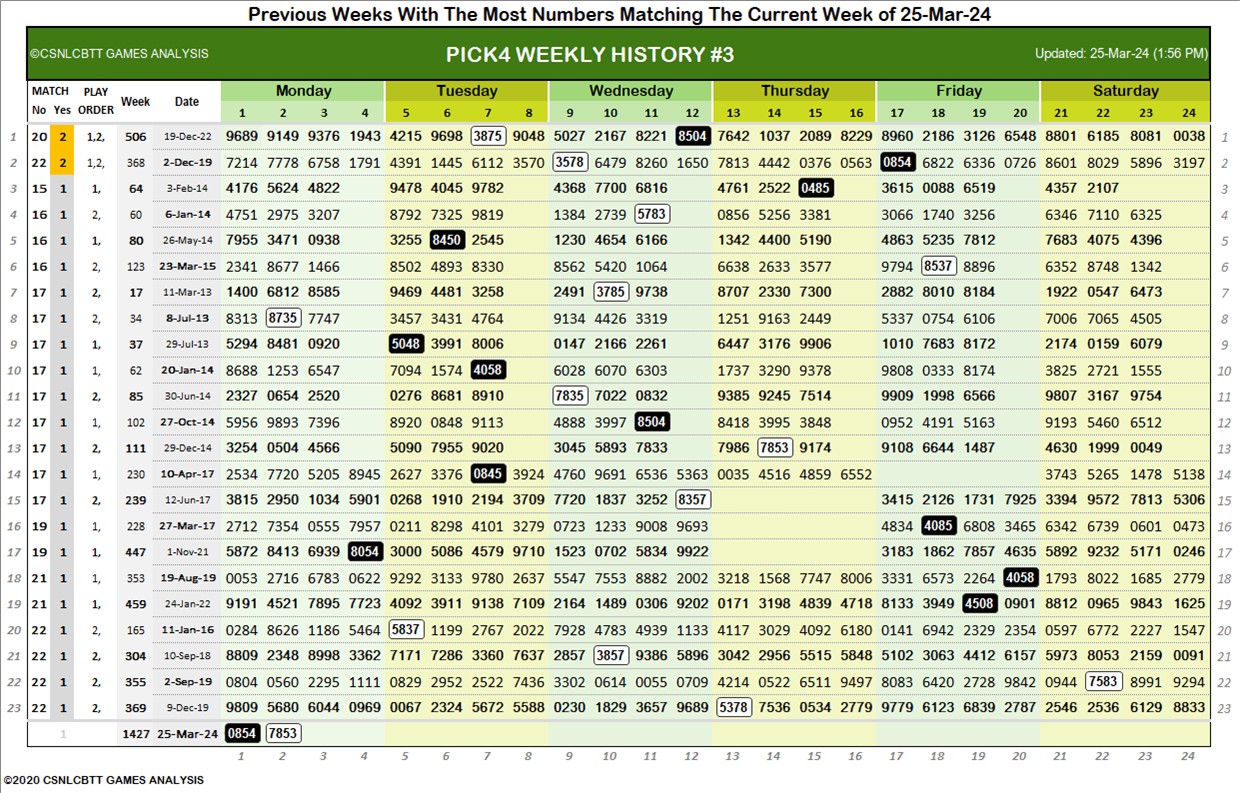 Previous Weeks With The Most Numbers Matching The Current Week of 25-Mar-24
©CSNLCBTT GAMES ANALYSIS PICK4 WEEKLY HISTORY #3 Updated: 25-Mar-24 (1:56 PM)
MATCH PLAY Week Date Monday Tuesday Wednesday Thursday Friday Saturday
No Yes ORDER 1 2 3 4 5 6 7 8 9 10 11 12 13 14 15 16 17 18 19 20 21 22 23 24
1 20 2 1,2, 506 19-Dec-22 9689 9149 9376 1943 4215 9698 3875 9048 5027 2167 8221 8504 7642 1037 2089 8229 8960 2186 3126 6548 8801 6185 8081 0038 1
2 22 2 1,2, 368 2-Dec-19 7214 7778 6758 1791 4391 1445 6112 3570 3578 6479 8260 1650 7813 4442 0376 0563 0854 6822 6336 0726 8601 8029 5896 3197 2
3 15 1 1, 64 3-Feb-14 4176 5624 4822 9478 4045 9782 4368 7700 6816 4761 2522 0485 3615 0088 6519 4357 2107 3
4 16 1 2, 60 6-Jan-14 4751 2975 3207 8792 7325 9819 1384 2739 5783 0856 5256 3381 3066 1740 3256 6346 7110 6325 4
5 16 1 1, 80 26-May-14 7955 3471 0938 3255 8450 2545 1230 4654 6166 1342 4400 5190 4863 5235 7812 7683 4075 4396 5
6 16 1 2, 123 23-Mar-15 2341 8677 1466 8502 4893 8330 8562 5420 1064 6638 2633 3577 9794 8537 8896 6352 8748 1342 6
7 17 1 2, 17 11-Mar-13 1400 6812 8585 9469 4481 3258 2491 3785 9738 8707 2330 7300 2882 8010 8184 1922 0547 6473 7
8 17 1 2, 34 8-Jul-13 8313 8735 7747 3457 3431 4764 9134 4426 3319 1251 9163 2449 5337 0754 6106 7006 7065 4505 8
9 17 1 1, 37 29-Jul-13 5294 8481 0920 5048 3991 8006 0147 2166 2261 6447 3176 9906 1010 7683 8172 2174 0159 6079 9
10 17 1 1, 62 20-Jan-14 8688 1253 6547 7094 1574 4058 6028 6070 6303 1737 3290 9378 9808 0333 8174 3825 2721 1555 10
11 17 1 2, 85 30-Jun-14 2327 0654 2520 0276 8681 8910 7835 7022 0832 9385 9245 7514 9909 1998 6566 9807 3167 9754 11
12 17 1 1, 102 27-Oct-14 5956 9893 7396 8920 0848 9113 4888 3997 8504 8418 3995 3848 0952 4191 5163 9193 5460 6512 12
13 17 1 2, 111 29-Dec-14 3254 0504 4566 5090 7955 9020 3045 5893 7833 7986 7853 9174 9108 6644 1487 4630 1999 0049 13
14 17 1 1, 230 10-Apr-17 2534 7720 5205 8945 2627 3376 0845 3924 4760 9691 6536 5363 0035 4516 4859 6552 3743 5265 1478 5138 14
15 17 1 2, 239 12-Jun-17 3815 2950 1034 5901 0268 1910 2194 3709 7720 1837 3252 8357 3415 2126 1731 7925 3394 9572 7813 5306 15
16 19 1 1, 228 27-Mar-17 2712 7354 0555 7957 0211 8298 4101 3279 0723 1233 9008 9693 4834 4085 6808 3465 6342 6739 0601 0473 16
17 19 1 1, 447 1-Nov-21 5872 8413 6939 8054 3000 5086 4579 9710 1523 0702 5834 9922 3183 1862 7857 4635 5892 9232 5171 0246 17
18 21 1 1, 353 19-Aug-19 0053 2716 6783 0622 9292 3133 9780 2637 5547 7553 8882 2002 3218 1568 7747 8006 3331 6573 2264 4058 1793 8022 1685 2779 18
19 21 1 1, 459 24-Jan-22 9191 4521 7895 7723 4092 3911 9138 7109 2164 1489 0306 9202 0171 3198 4839 4718 8133 3949 4508 0901 8812 0965 9843 1625 19
20 22 1 2, 165 11-Jan-16 0284 8626 1186 5464 5837 1199 2767 2022 7928 4783 4939 1133 4117 3029 4092 6180 0141 6942 2329 2354 0597 6772 2227 1547 20
21 22 1 2, 304 10-Sep-18 8809 2348 8998 3362 7171 7286 3360 7637 2857 3857 9386 5896 3042 2956 5515 5848 5102 3063 4412 6157 5973 8053 2159 0091 21
22 22 1 2, 355 2-Sep-19 0804 0560 2295 1111 0829 2952 2522 7436 3302 0614 0055 0709 4214 0522 6511 9497 8083 6420 2728 9842 0944 7583 8991 9294 22
23 22 1 2, 369 9-Dec-19 9809 5680 6044 0969 0067 2324 5672 5588 0230 1829 3657 9689 5378 7536 0534 2779 9779 6123 6839 2787 2546 2536 6129 8833 23
1 1427 25-Mar-24 0854 7853
1 2 3 4 5 6 7 8 9 10 11 12 13 14 15 16 17 18 19 20 21 22 23 24
©2020 CSNLCBTT GAMES ANALYSIS